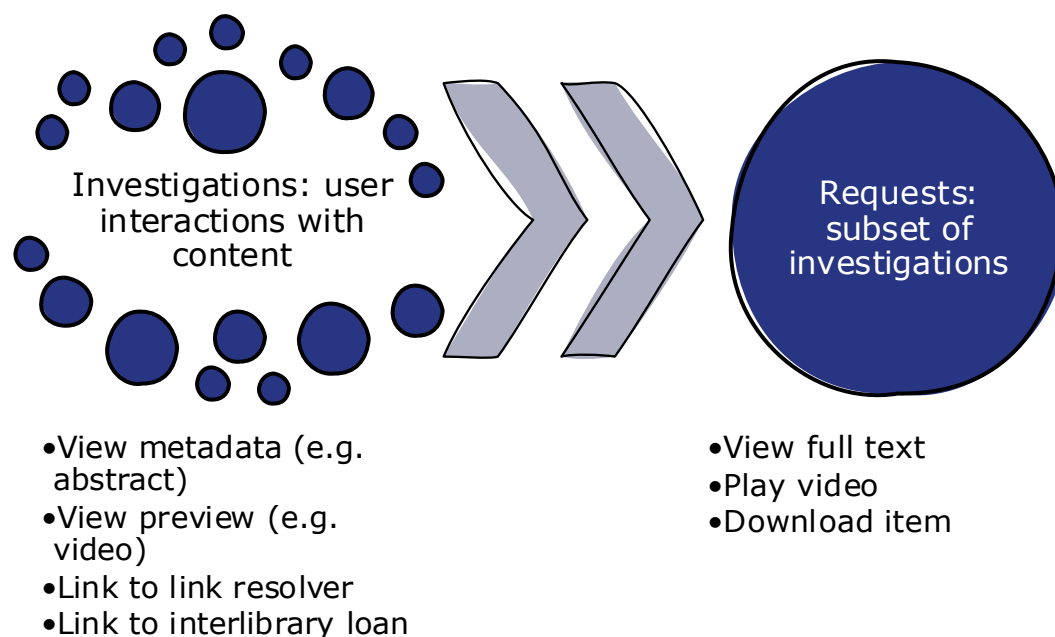 Investigations: user
interactions with
content
Requests:
subset of
investigations
•View metadata (e.g.
abstract)
•View preview (e.g.
video)
•Link to link resolver
•Link to interlibrary loan
•View full text
•Play video
•Download item